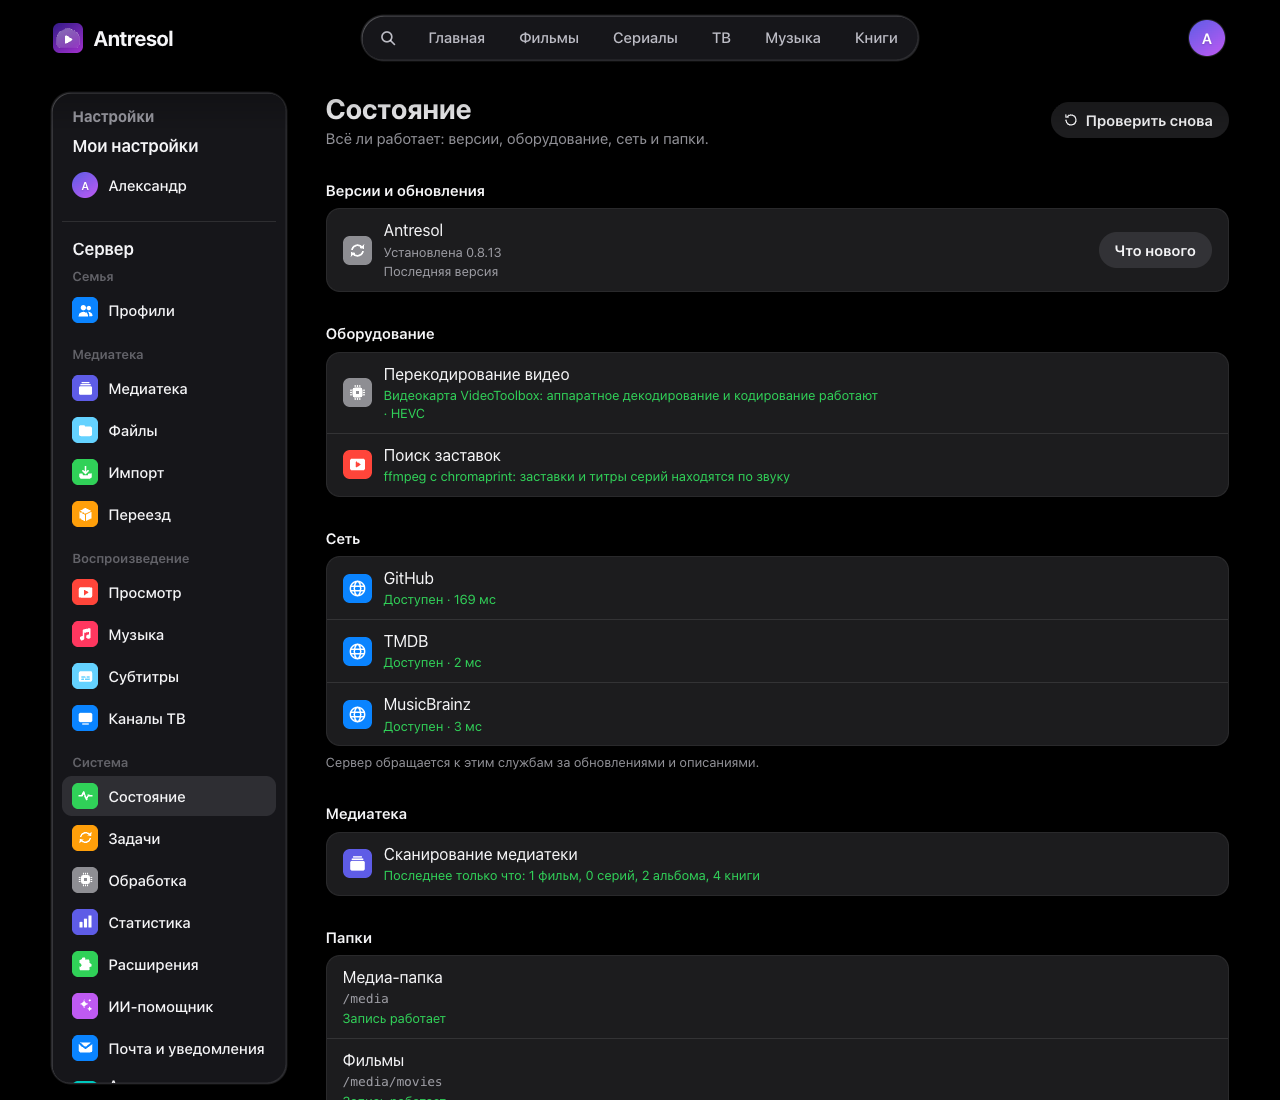 Antresol
Главная
Фильмы
Сериалы
ТВ
Музыка
Книги
A
Настройки
Мои настройки
A
Александр
Сервер
Семья
Профили
Медиатека
Медиатека
Файлы
Импорт
Переезд
Воспроизведение
Просмотр
Музыка
Субтитры
Каналы ТВ
Система
Состояние
Задачи
Обработка
Статистика
Расширения
ИИ-помощник
Почта и уведомления
Состояние
Всё ли работает: версии, оборудование, сеть и папки.
Проверить снова
Версии и обновления
Antresol
Установлена 0.8.13
Последняя версия
Что нового
Оборудование
Перекодирование видео
Видеокарта VideoToolbox: аппаратное декодирование и кодирование работают
· HEVC
Поиск заставок
ffmpeg с chromaprint: заставки и титры серий находятся по звуку
Сеть
GitHub
Доступен · 169 мс
TMDB
Доступен · 2 мс
MusicBrainz
Доступен · 3 мс
Сервер обращается к этим службам за обновлениями и описаниями.
Медиатека
Сканирование медиатеки
Последнее только что: 1 фильм, 0 серий, 2 альбома, 4 книги
Папки
Медиа-папка
/media
Запись работает
Фильмы
/media/movies
Запись работает